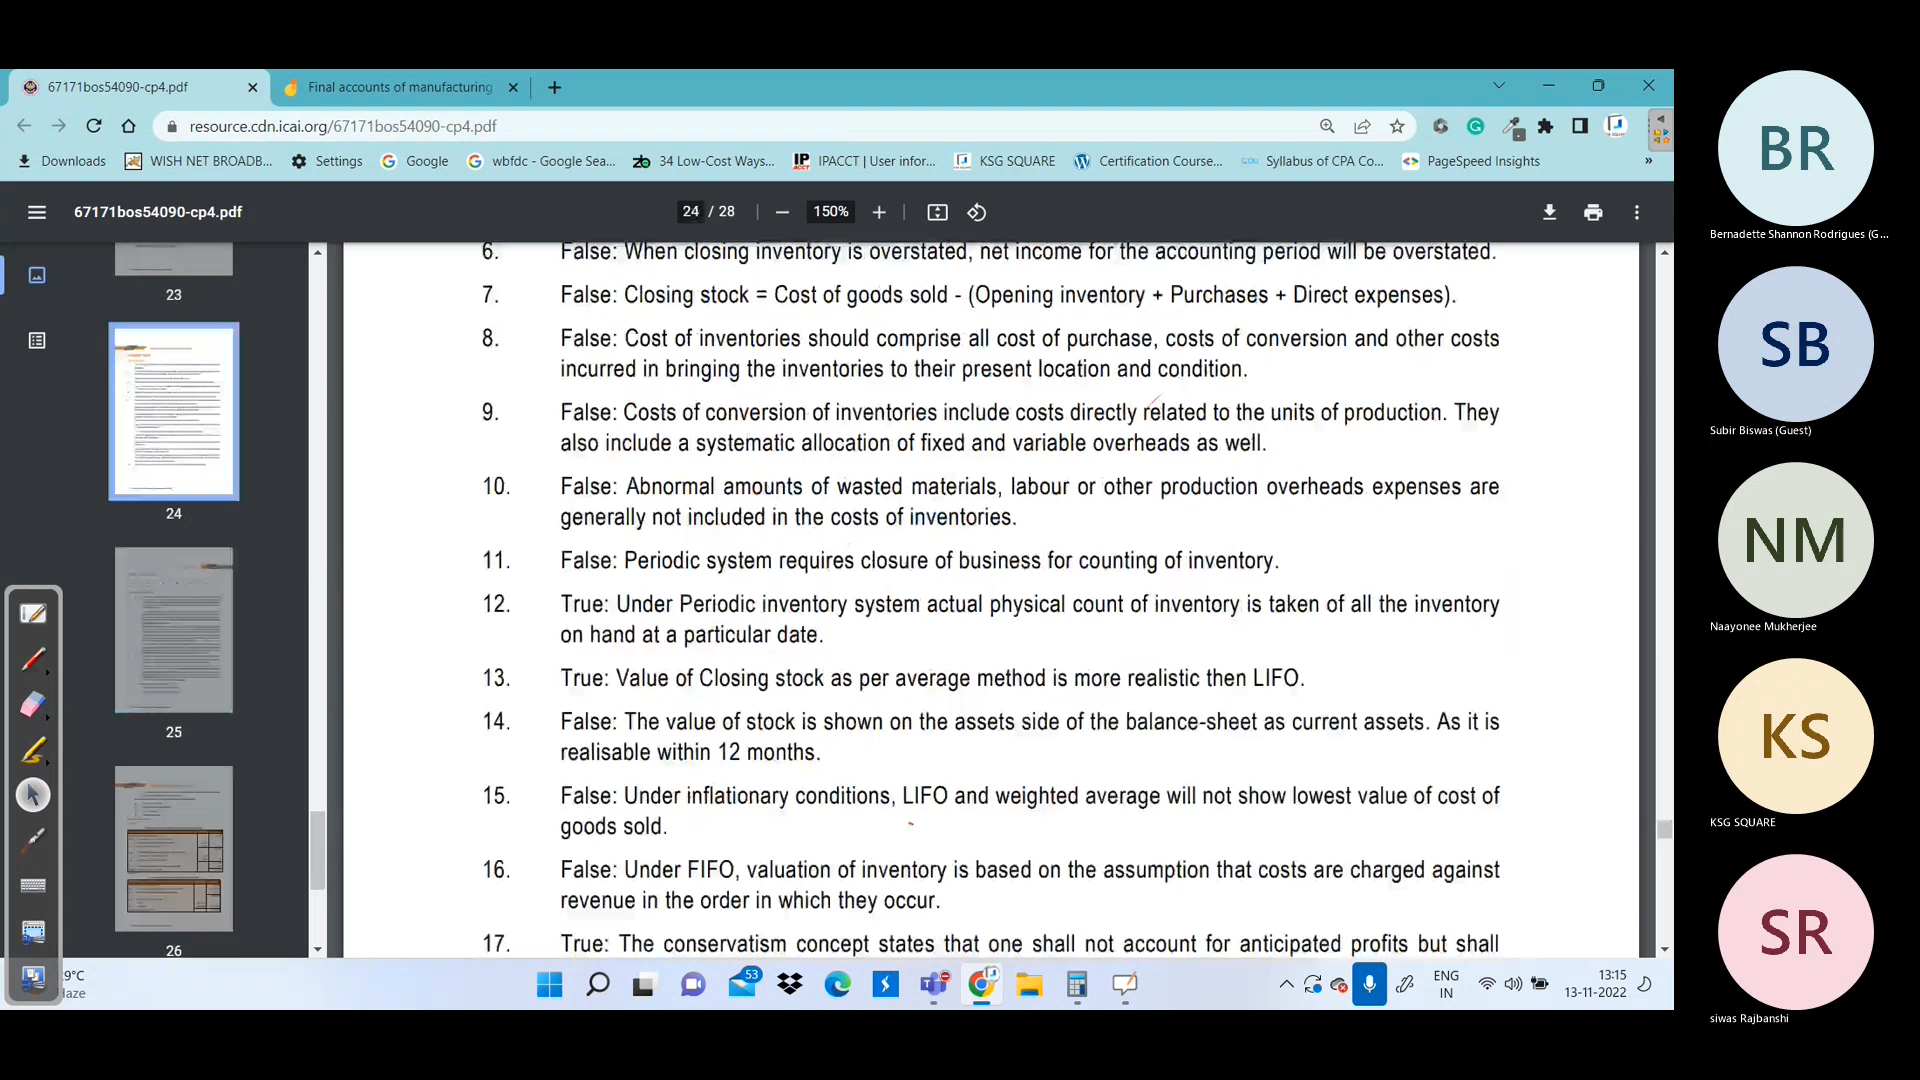 67171bos54090-cp4.pdf
Final accounts of manufacturing
resource.cdn.icai.org/67171bos54090-cp4.pdf
Downloads WISH NET BROADB... Settings Google wbfdc - Google Sea... 34 Low-Cost Ways... IPACCT | User infor... KSG SQUARE Certification Course... Syllabus of CPA Co... PageSpeed Insights »
67171bos54090-cp4.pdf 24 / 28 150%
23
24
25
26
6. False: When closing inventory is overstated, net income for the accounting period will be overstated.
7. False: Closing stock = Cost of goods sold - (Opening inventory + Purchases + Direct expenses).
8. False: Cost of inventories should comprise all cost of purchase, costs of conversion and other costs
incurred in bringing the inventories to their present location and condition.
9. False: Costs of conversion of inventories include costs directly related to the units of production. They
also include a systematic allocation of fixed and variable overheads as well.
10. False: Abnormal amounts of wasted materials, labour or other production overheads expenses are
generally not included in the costs of inventories.
11. False: Periodic system requires closure of business for counting of inventory.
12. True: Under Periodic inventory system actual physical count of inventory is taken of all the inventory
on hand at a particular date.
13. True: Value of Closing stock as per average method is more realistic then LIFO.
14. False: The value of stock is shown on the assets side of the balance-sheet as current assets. As it is
realisable within 12 months.
15. False: Under inflationary conditions, LIFO and weighted average will not show lowest value of cost of
goods sold.
16. False: Under FIFO, valuation of inventory is based on the assumption that costs are charged against
revenue in the order in which they occur.
17. True: The conservatism concept states that one shall not account for anticipated profits but shall
9°C
Haze
53
ENG
IN
13:15
13-11-2022
BR
Bernadette Shannon Rodrigues (G...
SB
Subir Biswas (Guest)
NM
Naayonee Mukherjee
KS
KSG SQUARE
SR
siwas Rajbanshi